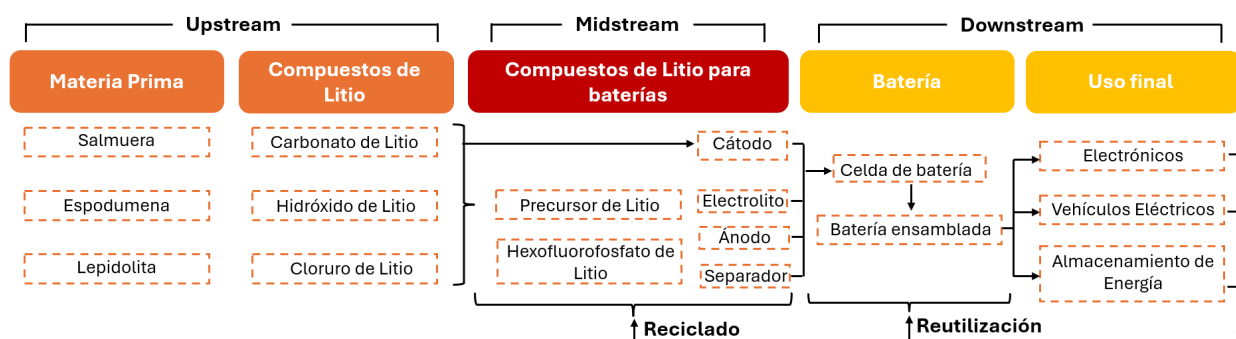 Upstream
Midstream
Downstream
Materia Prima
Compuestos de
Litio
Compuestos de Litio para
baterías
Batería
Uso final
Salmuera
Carbonato de Litio
Cátodo
Electrónicos
Celda de batería
Espodumena
Hidróxido de Litio
Precursor de Litio
Electrolito
Vehículos Eléctricos
Batería ensamblada
Ánodo
Lepidolita
Cloruro de Litio
Hexofluorofosfato de
Litio
Separador
Almacenamiento de
Energía
Reciclado
Reutilización